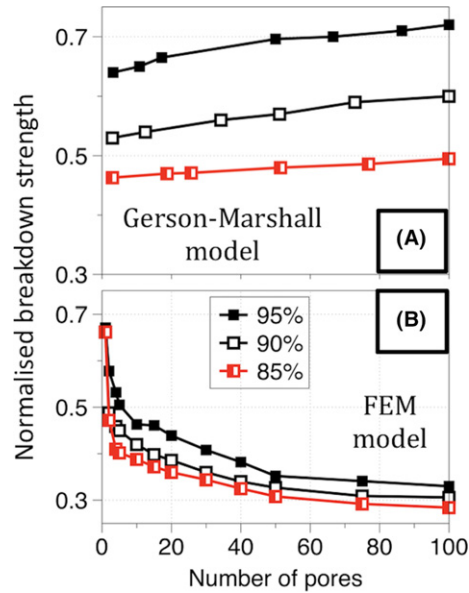 Normalised breakdown strength
0.7
0.5
0.3
Gerson-Marshall
model
(A)
0.7
0.5
0.3
(B)
95%
90%
85%
FEM
model
0
20
40
60
80
100
Number of pores